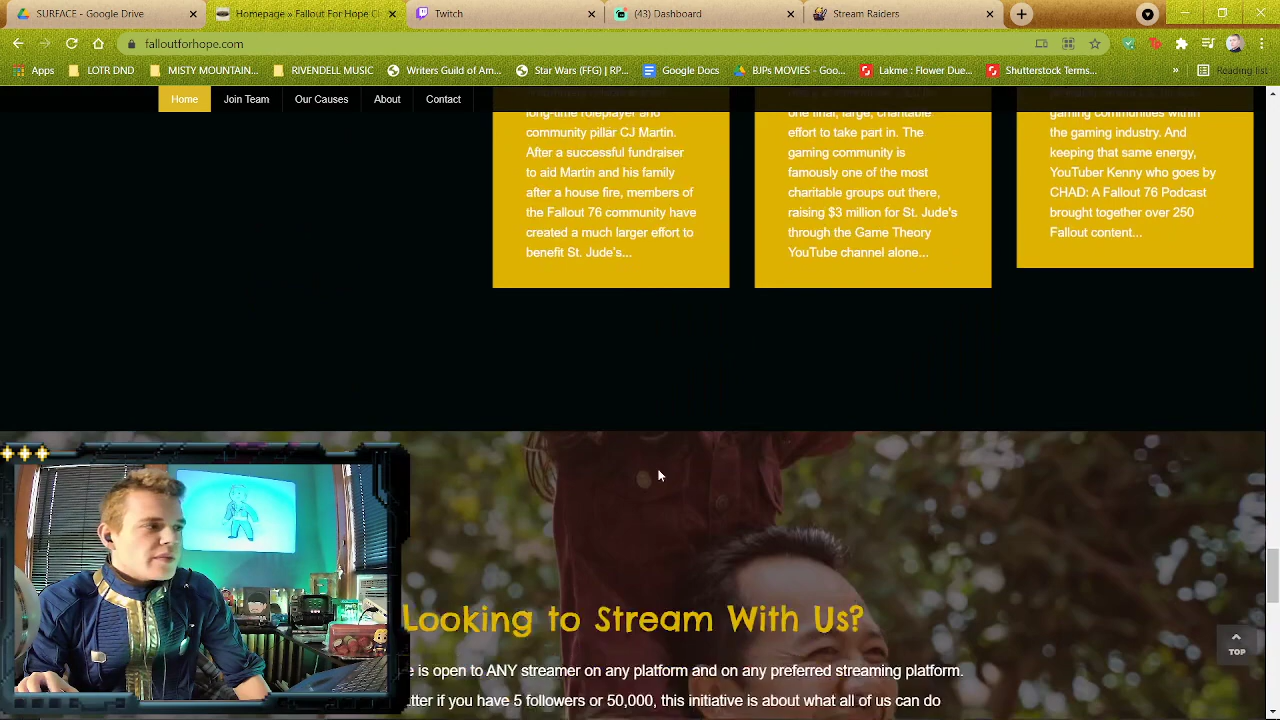 SURFACE - Google Drive
Homepage » Fallout For Hope Cl
Twitch
(43) Dashboard
Stream Raiders
falloutforhope.com
Apps
LOTR DND
MISTY MOUNTAIN...
RIVENDELL MUSIC
Writers Guild of Am...
Star Wars (FFG) | RP...
Google Docs
BJPs MOVIES - Goo...
Lakme : Flower Due...
Shutterstock Terms...
»
Reading list
Home
Join Team
Our Causes
About
Contact
long-time roleplayer and
community pillar CJ Martin.
After a successful fundraiser
to aid Martin and his family
after a house fire, members of
the Fallout 76 community have
created a much larger effort to
benefit St. Jude's...
one final, large, charitable
effort to take part in. The
gaming community is
famously one of the most
charitable groups out there,
raising $3 million for St. Jude's
through the Game Theory
YouTube channel alone...
gaming communities within
the gaming industry. And
keeping that same energy,
YouTuber Kenny who goes by
CHAD: A Fallout 76 Podcast
brought together over 250
Fallout content...
Looking to Stream With Us?
is open to ANY streamer on any platform and on any preferred streaming platform.
if you have 5 followers or 50,000, this initiative is about what all of us can do
TOP